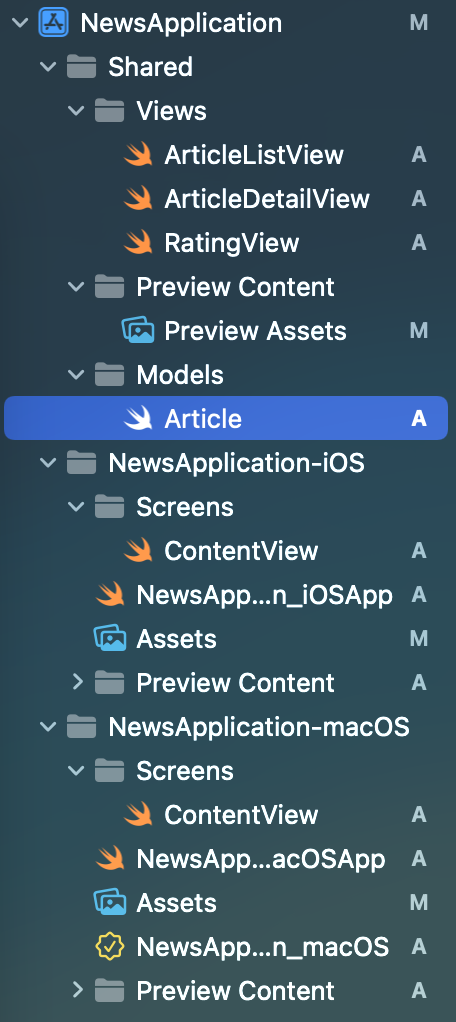 NewsApplication M
Shared
Views
ArticleListView A
ArticleDetailView A
RatingView A
Preview Content
Preview Assets M
Models
Article A
NewsApplication-iOS
Screens
ContentView A
NewsApp...n_iOSApp A
Assets M
Preview Content A
NewsApplication-macOS
Screens
ContentView A
NewsApp...acOSApp A
Assets M
NewsApp...n_macOS A
Preview Content A